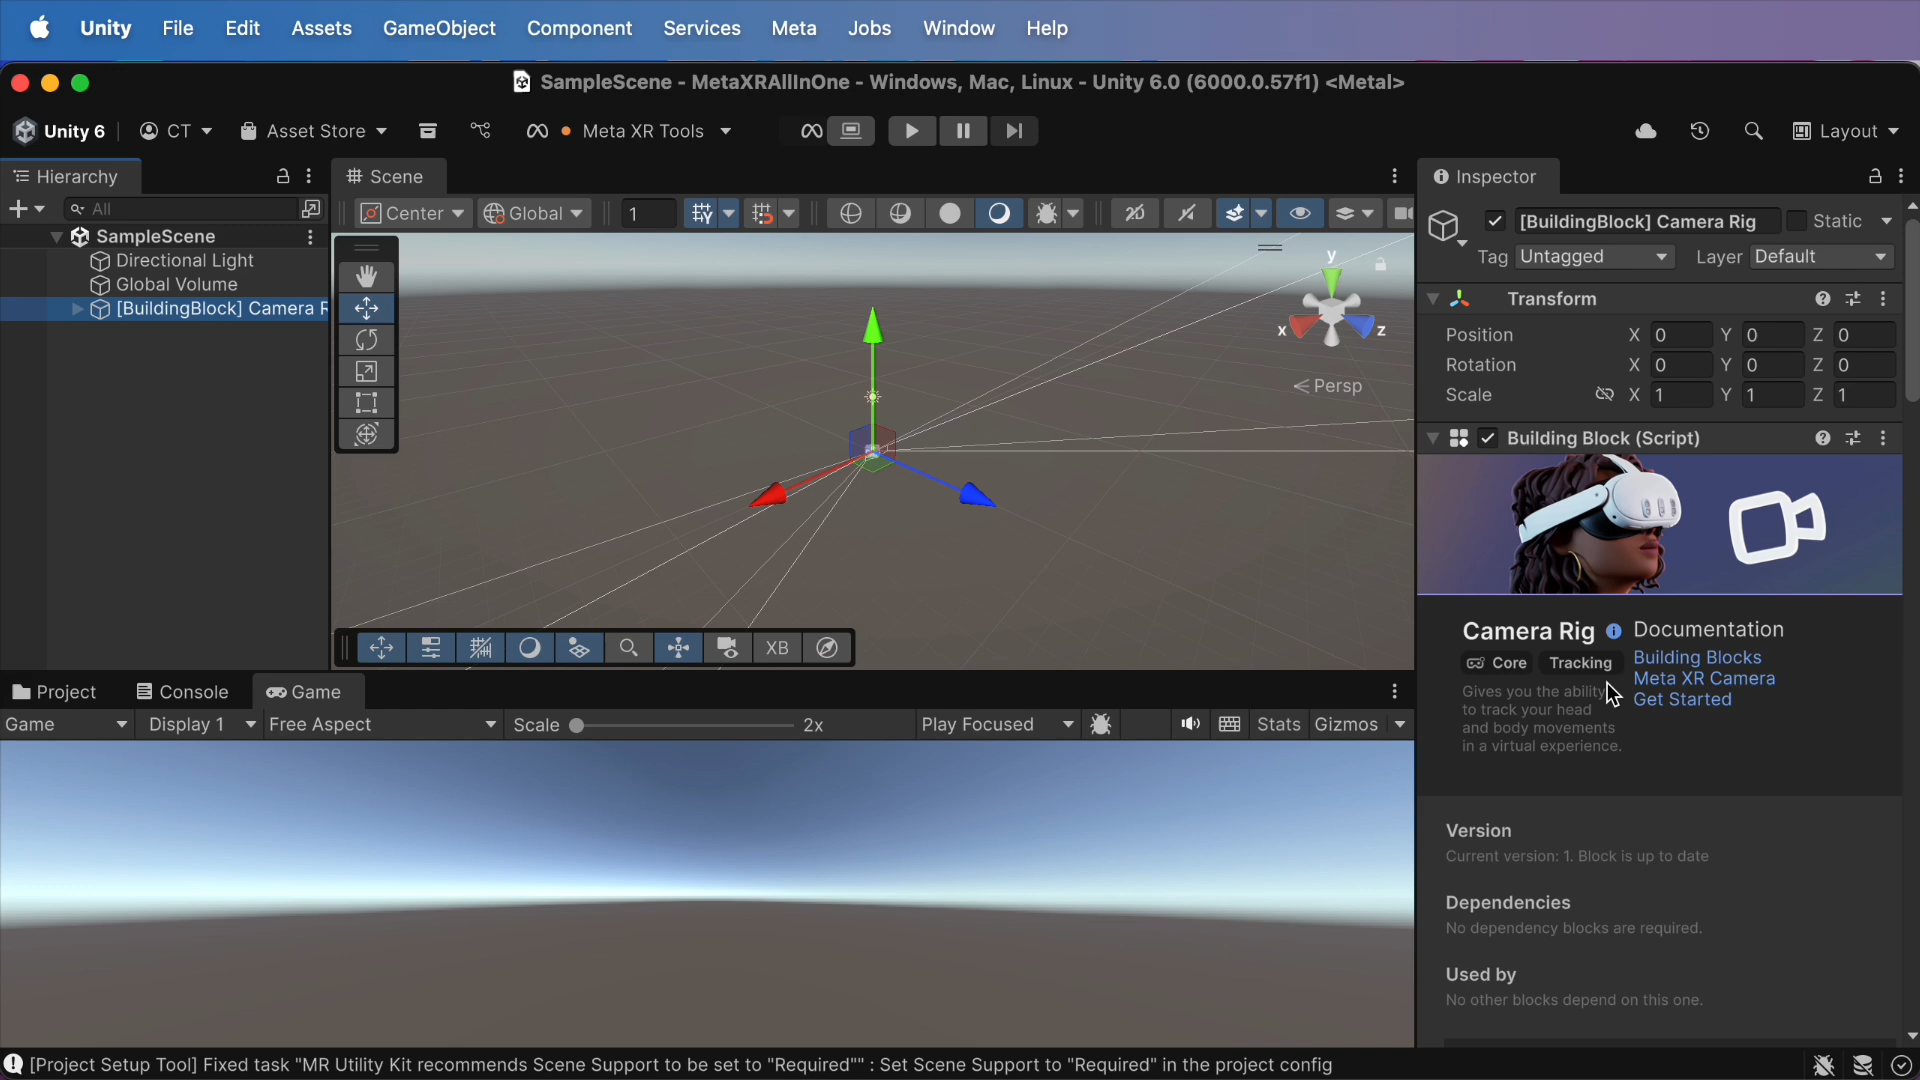 Unity File Edit Assets GameObject Component Services Meta Jobs Window Help
SampleScene - MetaXRAllInOne - Windows, Mac, Linux - Unity 6.0 (6000.0.57f1) <Metal>
Unity 6 CT Asset Store Meta XR Tools Layout
Hierarchy
All
SampleScene
Directional Light
Global Volume
[BuildingBlock] Camera R
Scene
Center Global 1 2D
y
x z
Persp
XB
Inspector
[BuildingBlock] Camera Rig Static
Tag Untagged Layer Default
Transform
Position X 0 Y 0 Z 0
Rotation X 0 Y 0 Z 0
Scale X 1 Y 1 Z 1
Building Block (Script)
Camera Rig
Core Tracking
Gives you the ability
to track your head
and body movements
in a virtual experience.
Documentation
Building Blocks
Meta XR Camera
Get Started
Version
Current version: 1. Block is up to date
Dependencies
No dependency blocks are required.
Used by
No other blocks depend on this one.
Project Console Game
Game Display 1 Free Aspect Scale 2x Play Focused Stats Gizmos
[Project Setup Tool] Fixed task "MR Utility Kit recommends Scene Support to be set to "Required"" : Set Scene Support to "Required" in the project config